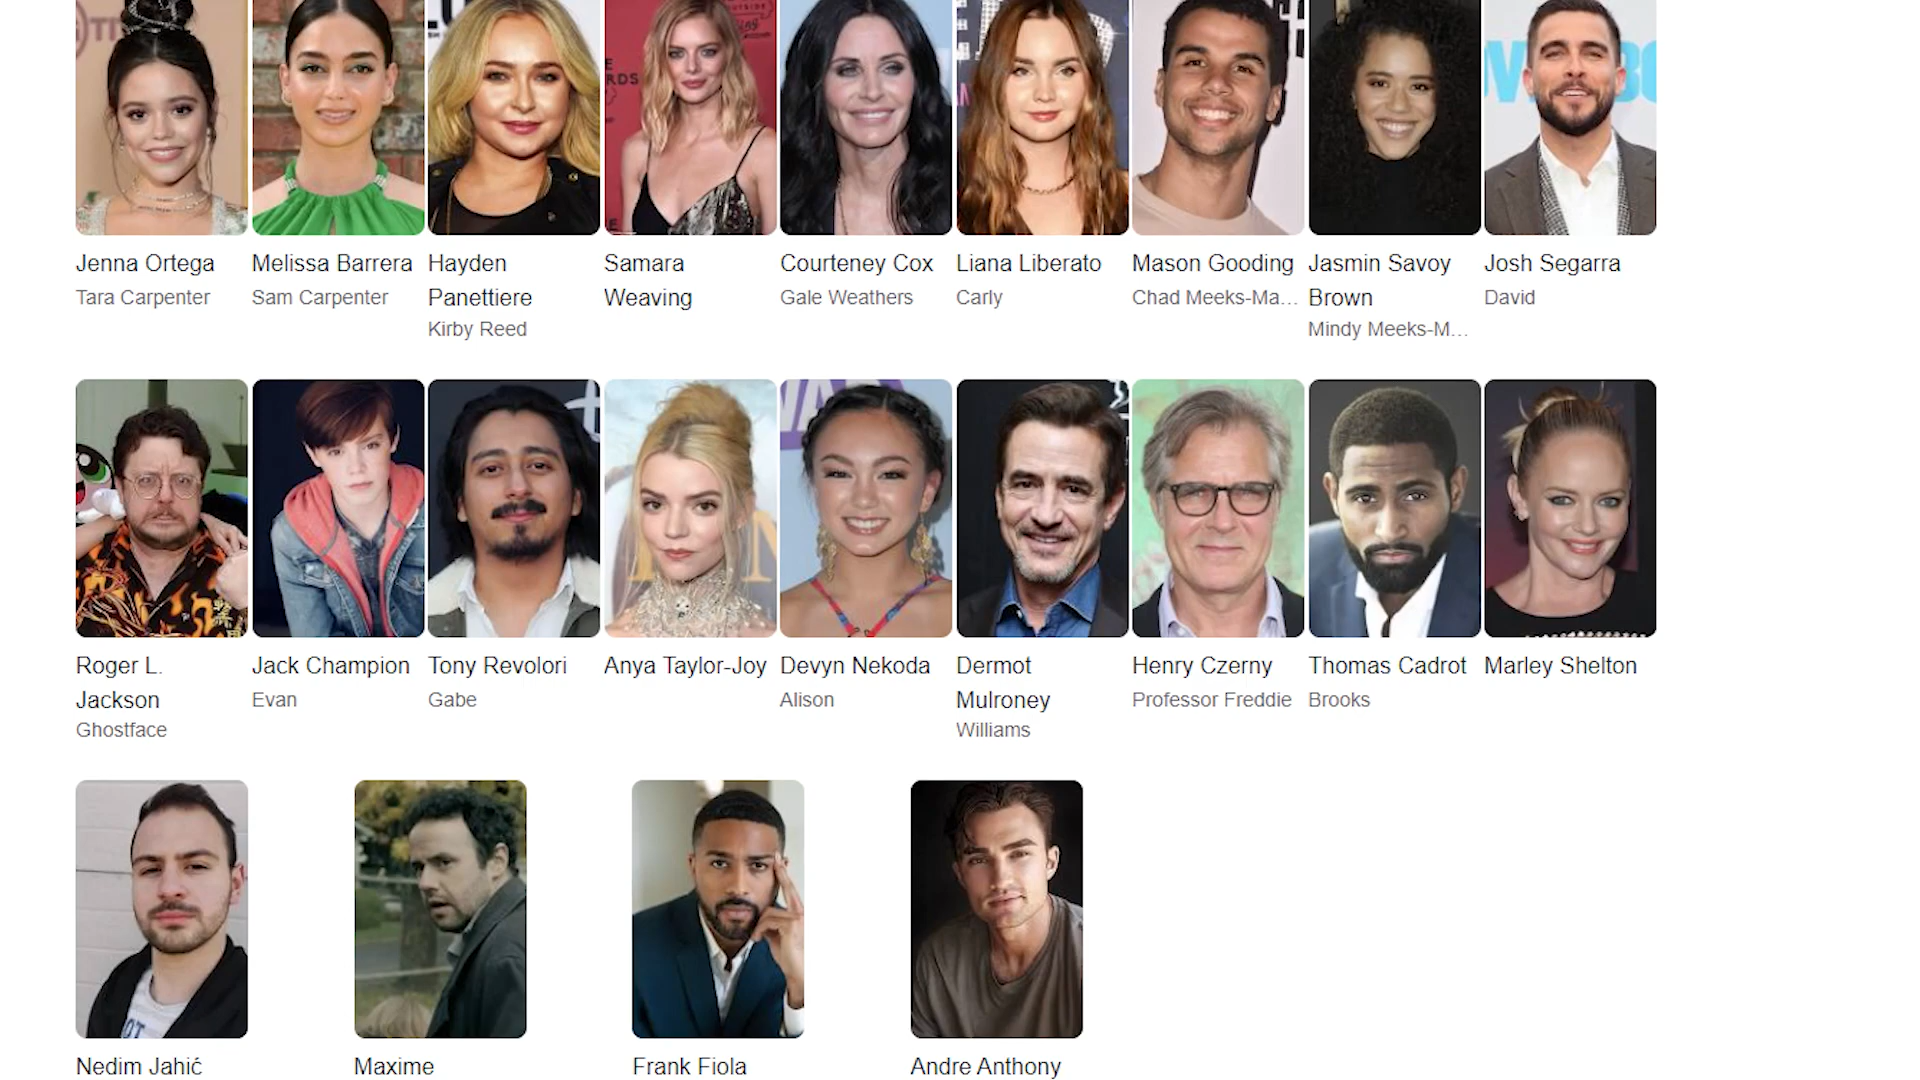 Jenna Ortega
Tara Carpenter
Melissa Barrera
Sam Carpenter
Hayden
Panettiere
Kirby Reed
Samara
Weaving
Courteney Cox
Gale Weathers
Liana Liberato
Carly
Mason Gooding
Chad Meeks-Ma...
Jasmin Savoy
Brown
Mindy Meeks-M...
Josh Segarra
David
Roger L.
Jackson
Ghostface
Jack Champion
Evan
Tony Revolori
Gabe
Anya Taylor-Joy
Devyn Nekoda
Alison
Dermot
Mulroney
Williams
Henry Czerny
Professor Freddie
Thomas Cadrot
Brooks
Marley Shelton
Nedim Jahić
Maxime
Frank Fiola
Andre Anthony